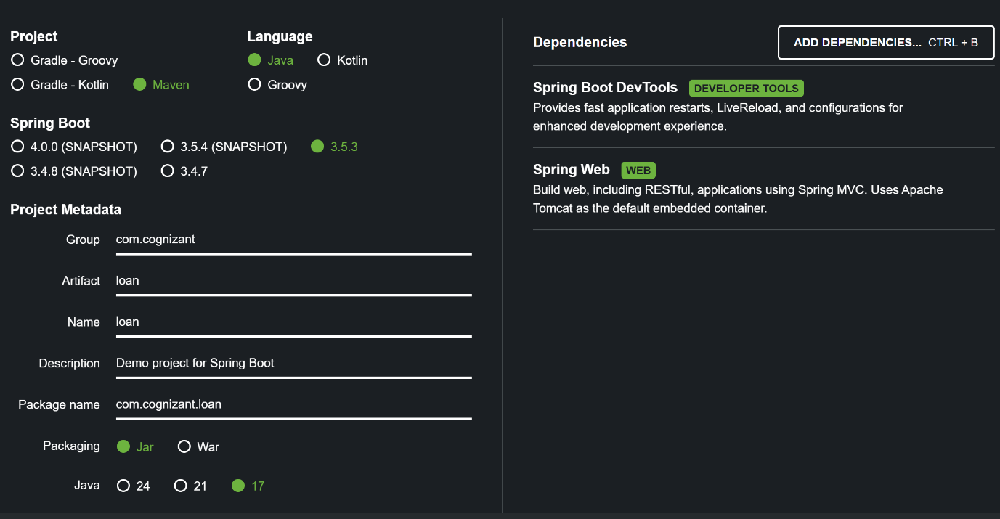 Project
Gradle - Groovy
Gradle - Kotlin Maven
Language
Java Kotlin
Groovy
Spring Boot
4.0.0 (SNAPSHOT) 3.5.4 (SNAPSHOT) 3.5.3
3.4.8 (SNAPSHOT) 3.4.7
Project Metadata
Group com.cognizant
Artifact loan
Name loan
Description Demo project for Spring Boot
Package name com.cognizant.loan
Packaging Jar War
Java 24 21 17
Dependencies ADD DEPENDENCIES... CTRL + B
Spring Boot DevTools DEVELOPER TOOLS
Provides fast application restarts, LiveReload, and configurations for
enhanced development experience.
Spring Web WEB
Build web, including RESTful, applications using Spring MVC. Uses Apache
Tomcat as the default embedded container.